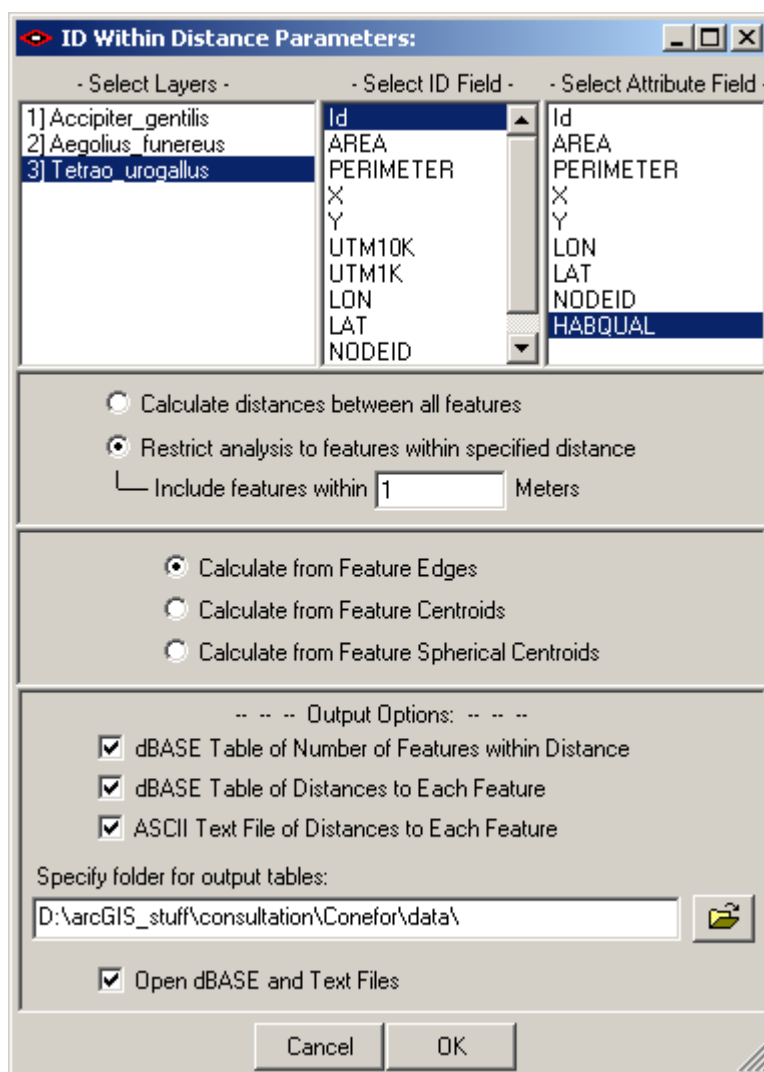 ID Within Distance Parameters:
- Select Layers -
1] Accipiter_gentilis
2] Aegolius_funereus
3] Tetrao_urogallus
- Select ID Field -
Id
AREA
PERIMETER
X
Y
UTM10K
UTM1K
LON
LAT
NODEID
- Select Attribute Field -
Id
AREA
PERIMETER
X
Y
LON
LAT
NODEID
HABQUAL
Calculate distances between all features
Restrict analysis to features within specified distance
Include features within 1 Meters
Calculate from Feature Edges
Calculate from Feature Centroids
Calculate from Feature Spherical Centroids
-- -- -- Output Options: -- -- --
dBASE Table of Number of Features within Distance
dBASE Table of Distances to Each Feature
ASCII Text File of Distances to Each Feature
Specify folder for output tables:
D:\arcGIS_stuff\consultation\Conefor\data\
Open dBASE and Text Files
Cancel OK